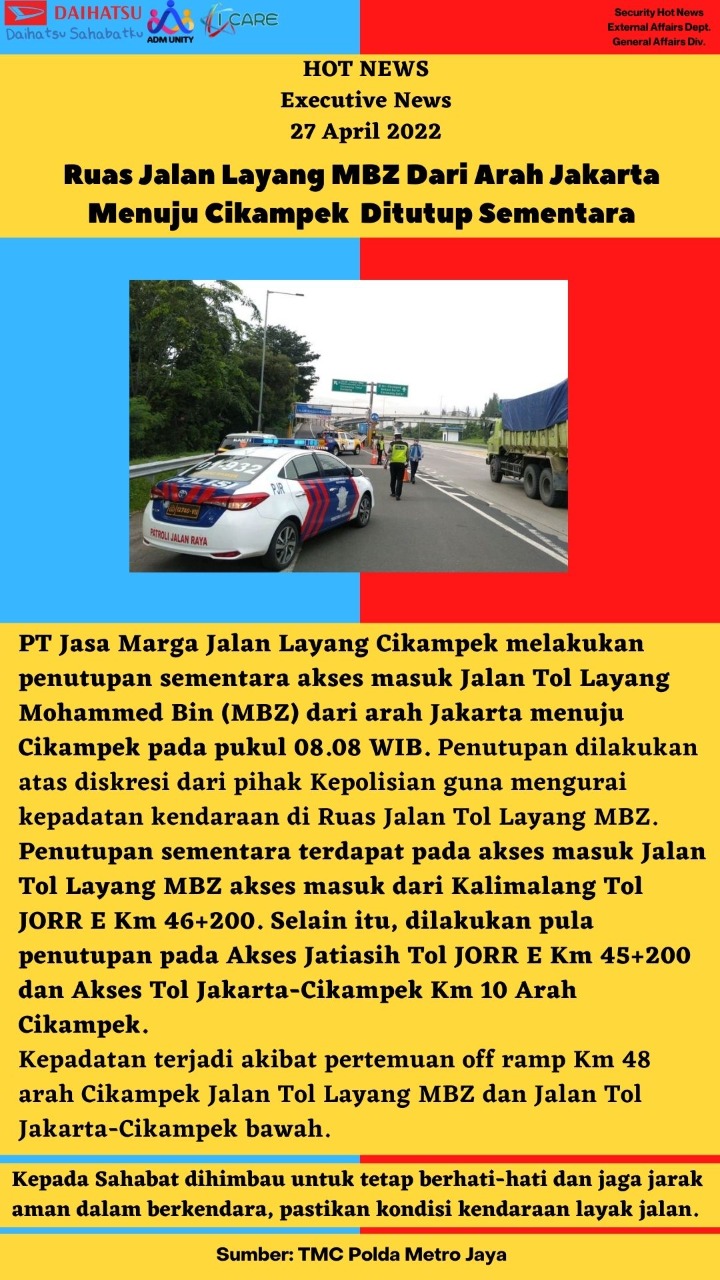 DAIHATSU
Daihatsu Sahabatku
ADM UNITY
I CARE
Security Hot News
External Affairs Dept.
General Affairs Div.
HOT NEWS
Executive News
27 April 2022
Ruas Jalan Layang MBZ Dari Arah Jakarta
Menuju Cikampek Ditutup Sementara
POLISI
PJR
PATROLI JALAN RAYA
PT Jasa Marga Jalan Layang Cikampek melakukan
penutupan sementara akses masuk Jalan Tol Layang
Mohammed Bin (MBZ) dari arah Jakarta menuju
Cikampek pada pukul 08.08 WIB. Penutupan dilakukan
atas diskresi dari pihak Kepolisian guna mengurai
kepadatan kendaraan di Ruas Jalan Tol Layang MBZ.
Penutupan sementara terdapat pada akses masuk Jalan
Tol Layang MBZ akses masuk dari Kalimalang Tol
JORR E Km 46+200. Selain itu, dilakukan pula
penutupan pada Akses Jatiasih Tol JORR E Km 45+200
dan Akses Tol Jakarta-Cikampek Km 10 Arah
Cikampek.
Kepadatan terjadi akibat pertemuan off ramp Km 48
arah Cikampek Jalan Tol Layang MBZ dan Jalan Tol
Jakarta-Cikampek bawah.
Kepada Sahabat dihimbau untuk tetap berhati-hati dan jaga jarak
aman dalam berkendara, pastikan kondisi kendaraan layak jalan.
Sumber: TMC Polda Metro Jaya